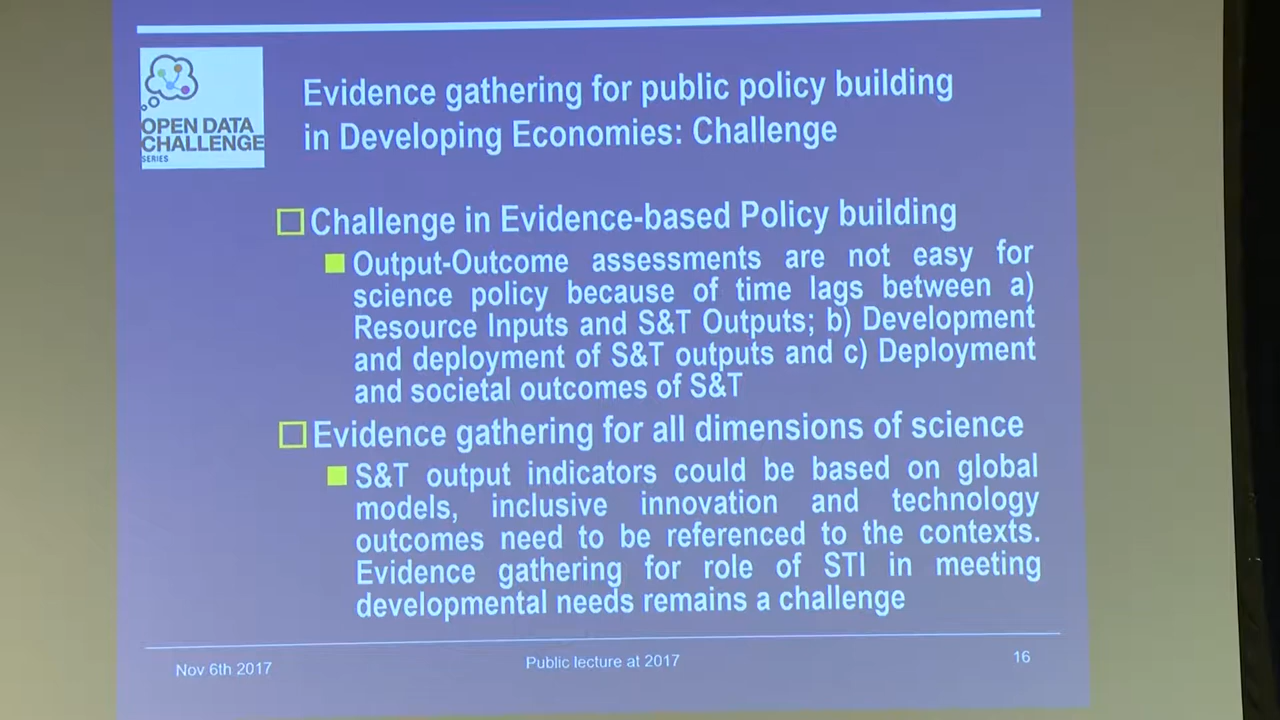 OPEN DATA
CHALLENGE
SERIES
Evidence gathering for public policy building
in Developing Economies: Challenge
Challenge in Evidence-based Policy building
Output-Outcome assessments are not easy for
science policy because of time lags between a)
Resource Inputs and S&T Outputs; b) Development
and deployment of S&T outputs and c) Deployment
and societal outcomes of S&T
Evidence gathering for all dimensions of science
S&T output indicators could be based on global
models, inclusive innovation and technology
outcomes need to be referenced to the contexts.
Evidence gathering for role of STI in meeting
developmental needs remains a challenge
Nov 6th 2017
Public lecture at 2017
16